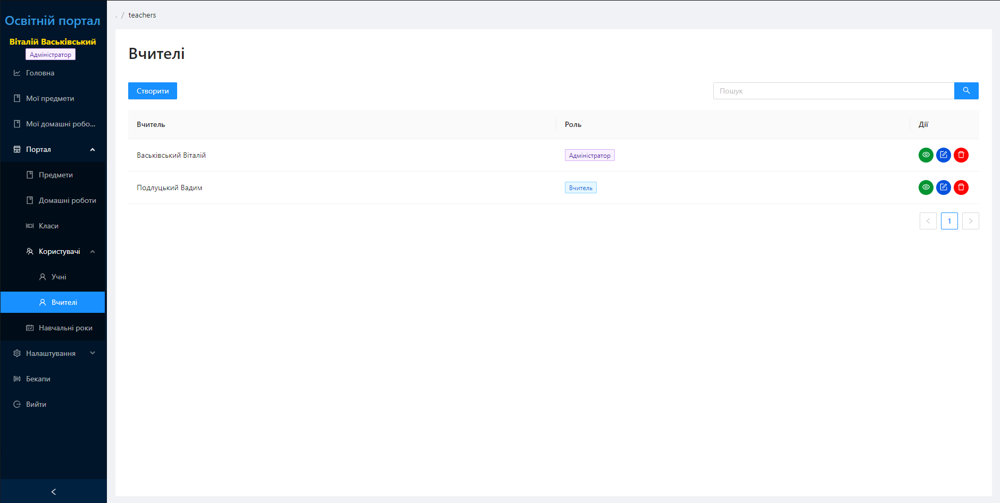 Освітній портал
Віталій Васьківський
Адміністратор
Головна
Мої предмети
Мої домашні робо...
Портал
Предмети
Домашні роботи
Класи
Користувачі
Учні
Вчителі
Навчальні роки
Налаштування
Бекапи
Вийти
. / teachers
Вчителі
Створити
Пошук
Вчитель Роль Дії
Васьківський Віталій Адміністратор
Подлуцький Вадим Вчитель
< 1 >